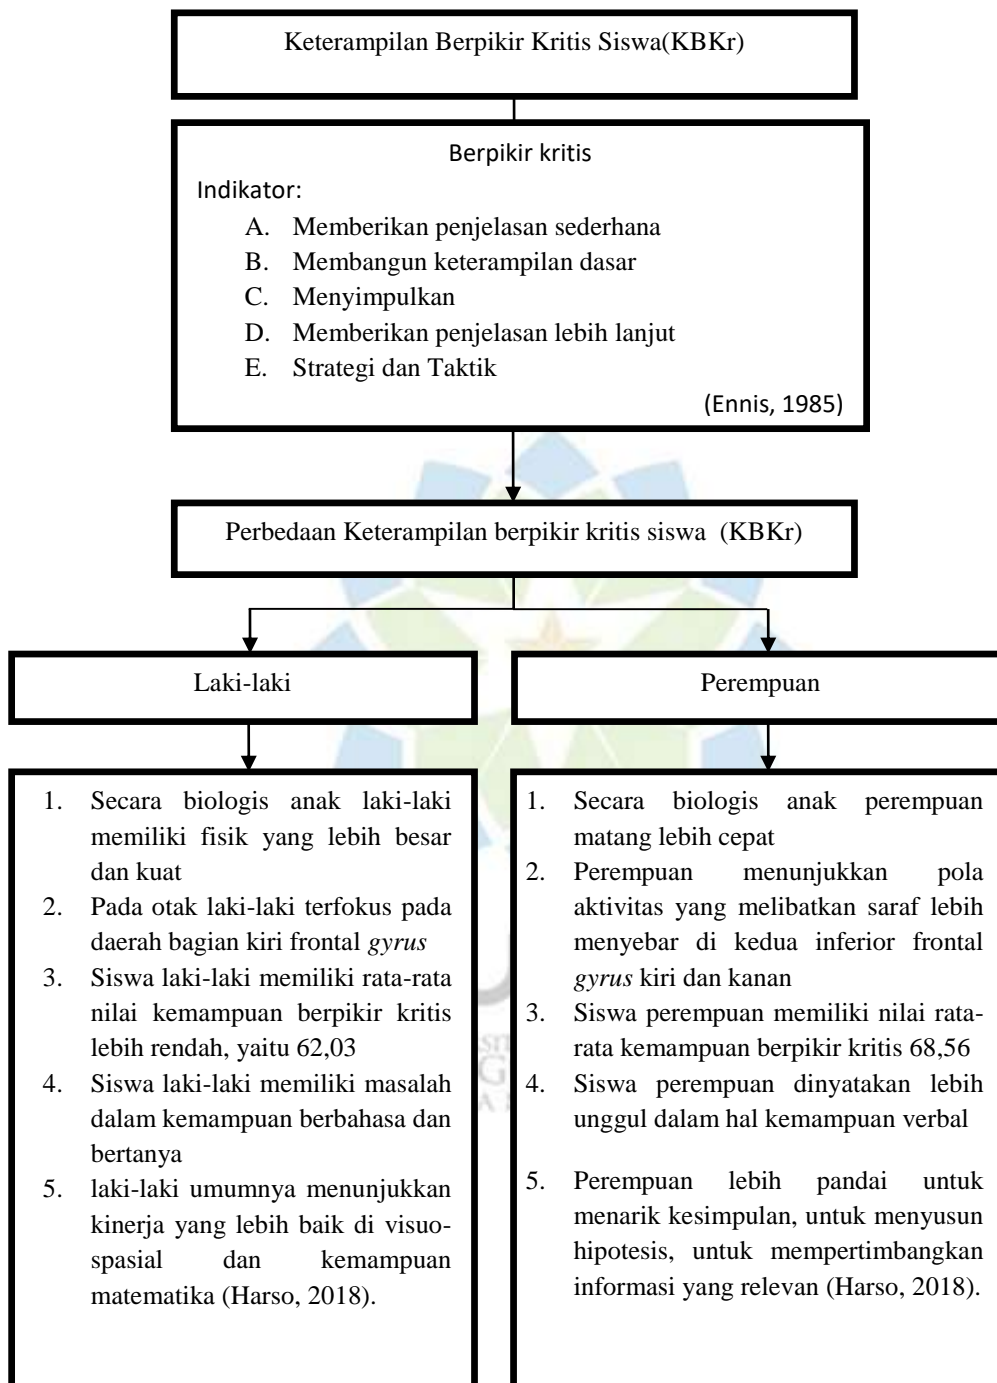 Keterampilan Berpikir Kritis Siswa(KBKr)
Berpikir kritis
Indikator:
A. Memberikan penjelasan sederhana
B. Membangun keterampilan dasar
C. Menyimpulkan
D. Memberikan penjelasan lebih lanjut
E. Strategi dan Taktik
(Ennis, 1985)
Perbedaan Keterampilan berpikir kritis siswa (KBKr)
Laki-laki
1. Secara biologis anak laki-laki
memiliki fisik yang lebih besar
dan kuat
2. Pada otak laki-laki terfokus pada
daerah bagian kiri frontal gyrus
3. Siswa laki-laki memiliki rata-rata
nilai kemampuan berpikir kritis
lebih rendah, yaitu 62,03
4. Siswa laki-laki memiliki masalah
dalam kemampuan berbahasa dan
bertanya
5. laki-laki umumnya menunjukkan
kinerja yang lebih baik di visuo-
spasial dan kemampuan
matematika (Harso, 2018).
Perempuan
1. Secara biologis anak perempuan
matang lebih cepat
2. Perempuan menunjukkan pola
aktivitas yang melibatkan saraf lebih
menyebar di kedua inferior frontal
gyrus kiri dan kanan
3. Siswa perempuan memiliki nilai rata-
rata kemampuan berpikir kritis 68,56
4. Siswa perempuan dinyatakan lebih
unggul dalam hal kemampuan verbal
5. Perempuan lebih pandai untuk
menarik kesimpulan, untuk menyusun
hipotesis, untuk mempertimbangkan
informasi yang relevan (Harso, 2018).